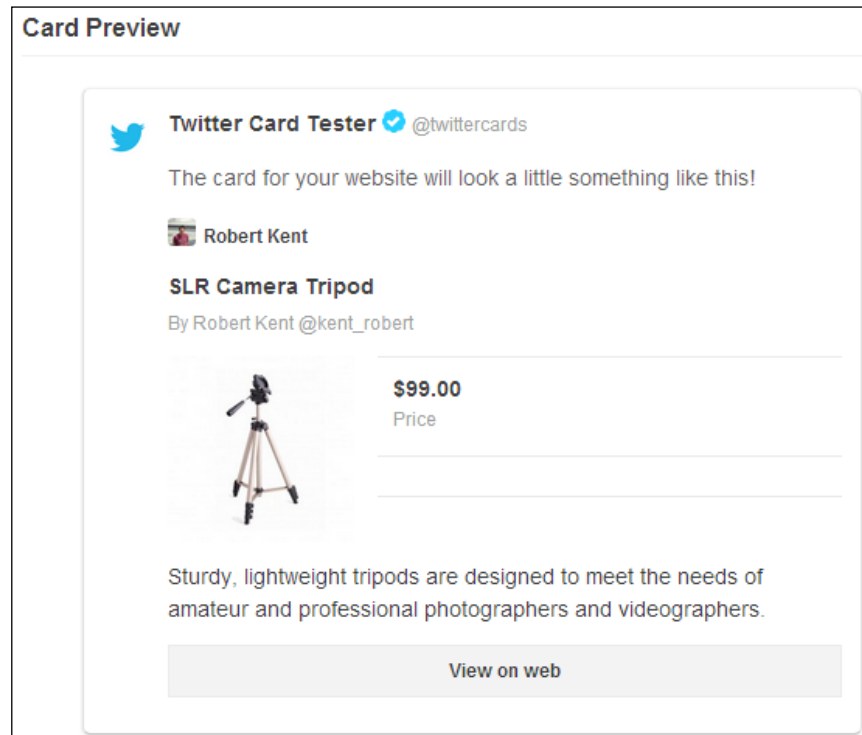 Card Preview
Twitter Card Tester @twittercards
The card for your website will look a little something like this!
Robert Kent
SLR Camera Tripod
By Robert Kent @kent_robert
$99.00
Price
Sturdy, lightweight tripods are designed to meet the needs of
amateur and professional photographers and videographers.
View on web